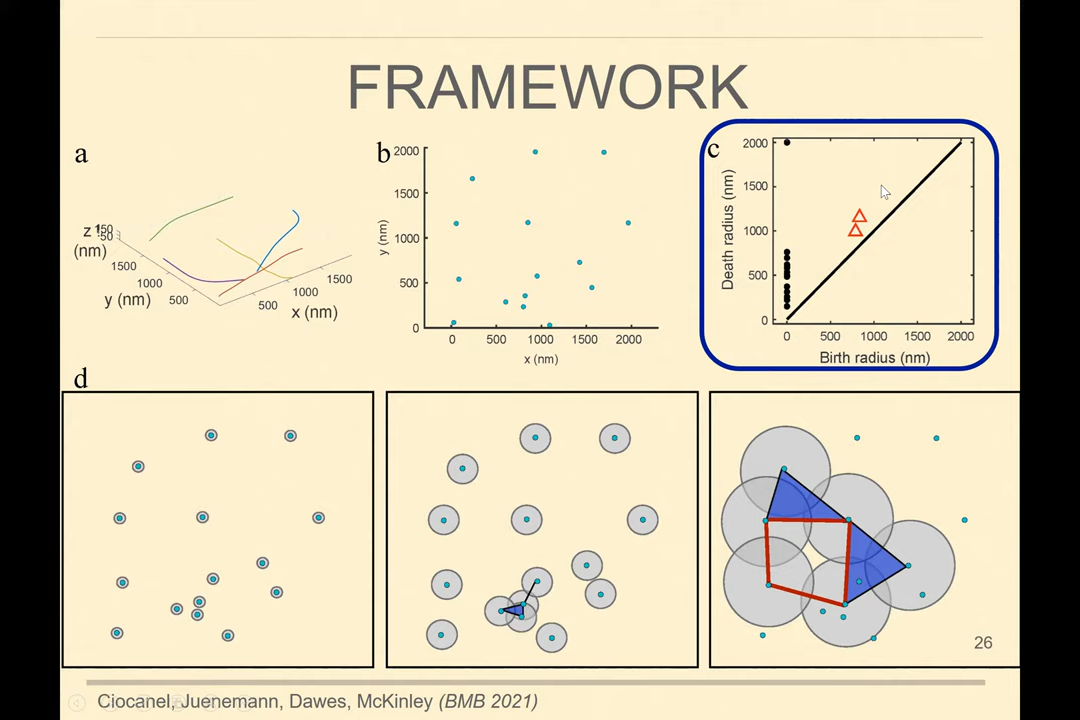 FRAMEWORK
a
z
150
50
(nm)
1500
1000
500
y (nm)
500
1000
1500
x (nm)
b
2000
1500
1000
500
0
y (nm)
0 500 1000 1500 2000
x (nm)
c
2000
1500
1000
500
0
Death radius (nm)
0 500 1000 1500 2000
Birth radius (nm)
d
26
Ciocanel, Juenemann, Dawes, McKinley (BMB 2021)